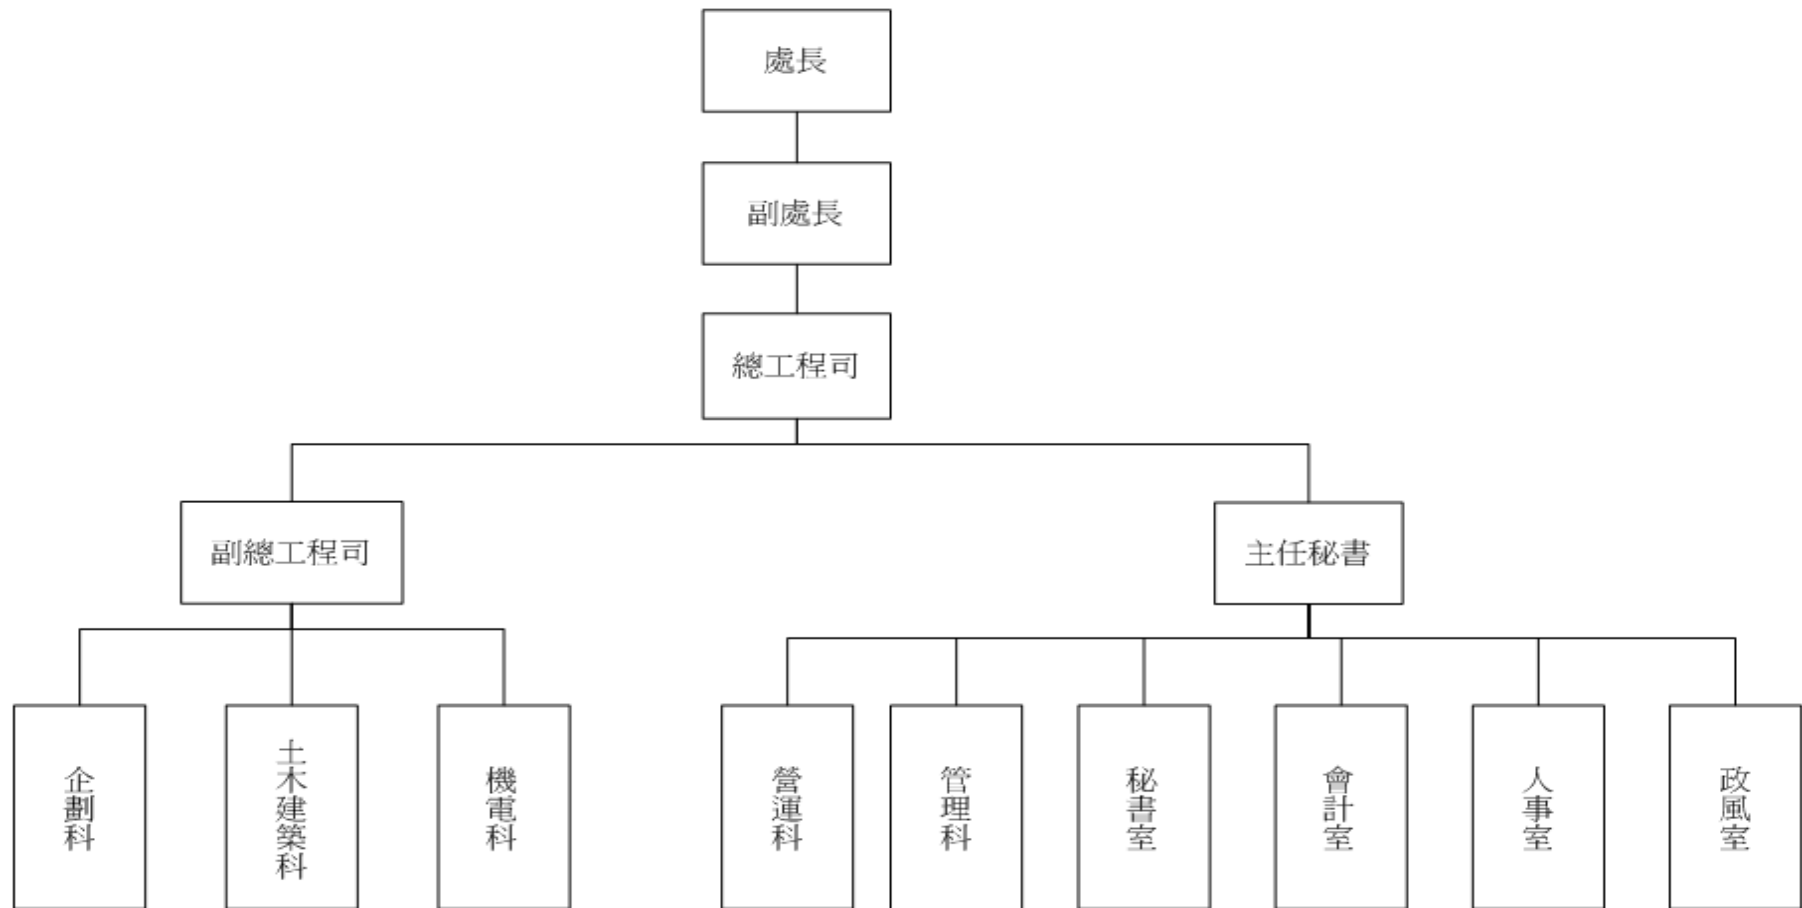 處長
副處長
總工程司
副總工程司
主任秘書
企劃科
土木建築科
機電科
營運科
管理科
秘書室
會計室
人事室
政風室